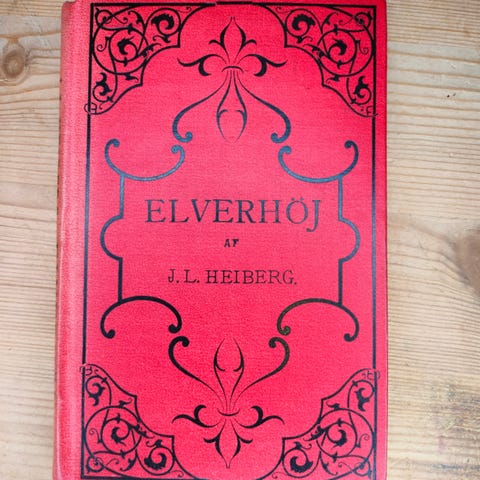 ELVERHÖJ
AF
J. L. HEIBERG.